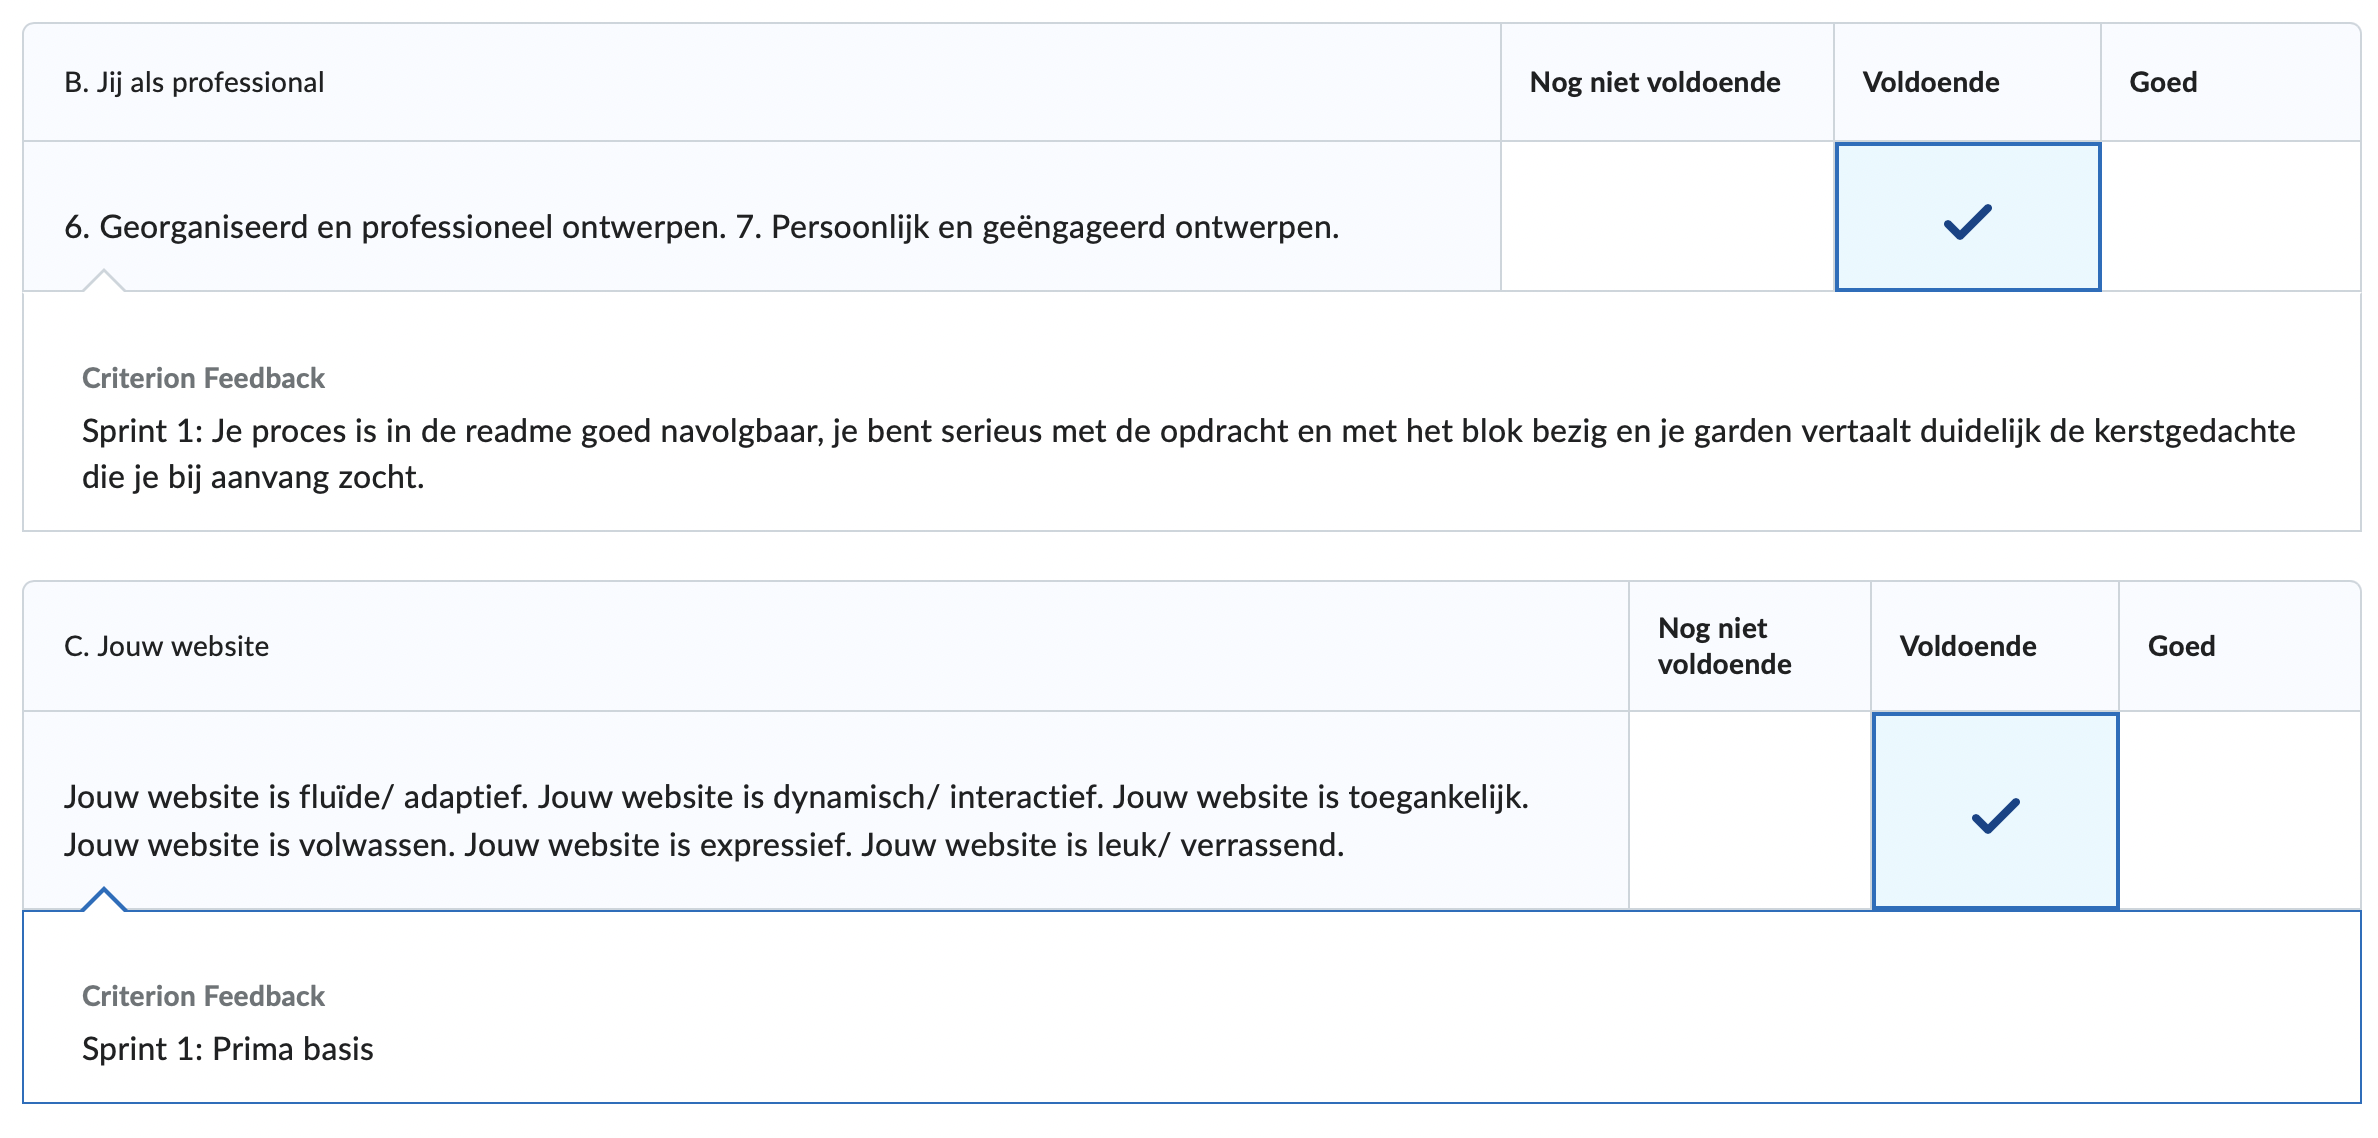 B. Jij als professional
Nog niet voldoende
Voldoende
Goed
6. Georganiseerd en professioneel ontwerpen. 7. Persoonlijk en geëngageerd ontwerpen.
Criterion Feedback
Sprint 1: Je proces is in de readme goed navolgbaar, je bent serieus met de opdracht en met het blok bezig en je garden vertaalt duidelijk de kerstgedachte
die je bij aanvang zocht.
C. Jouw website
Nog niet
voldoende
Voldoende
Goed
Jouw website is fluïde/ adaptief. Jouw website is dynamisch/ interactief. Jouw website is toegankelijk.
Jouw website is volwassen. Jouw website is expressief. Jouw website is leuk/ verrassend.
Criterion Feedback
Sprint 1: Prima basis